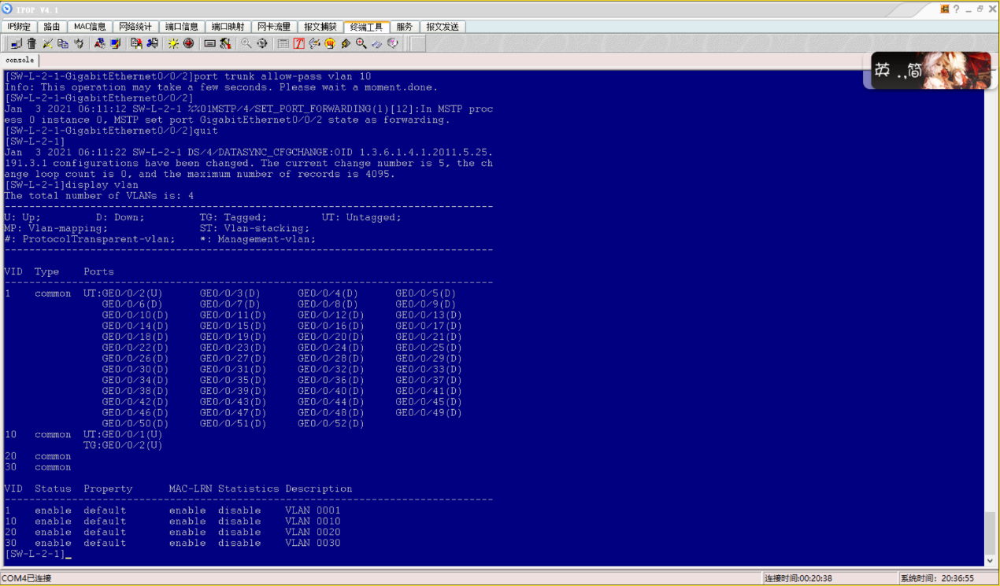 IPOP V4.1
IP绑定 路由 MAC信息 网络统计 端口信息 端口映射 网卡流量 报文捕获 终端工具 服务 报文发送
console
英 .,简
[SW-L-2-1-GigabitEthernet0/0/2]port trunk allow-pass vlan 10
Info: This operation may take a few seconds. Please wait a moment.done.
[SW-L-2-1-GigabitEthernet0/0/2]
Jan  3 2021 06:11:12 SW-L-2-1 %%01MSTP/4/SET_PORT_FORWARDING(l)[12]:In MSTP proc
ess 0 instance 0, MSTP set port GigabitEthernet0/0/2 state as forwarding.
[SW-L-2-1-GigabitEthernet0/0/2]quit
[SW-L-2-1]
Jan  3 2021 06:11:22 SW-L-2-1 DS/4/DATASYNC_CFGCHANGE:OID 1.3.6.1.4.1.2011.5.25.
191.3.1 configurations have been changed. The current change number is 5, the ch
ange loop count is 0, and the maximum number of records is 4095.
[SW-L-2-1]display vlan
The total number of VLANs is: 4
--------------------------------------------------------------------------------
U: Up;         D: Down;         TG: Tagged;         UT: Untagged;
MP: Vlan-mapping;               ST: Vlan-stacking;
#: ProtocolTransparent-vlan;    *: Management-vlan;
--------------------------------------------------------------------------------
VID  Type    Ports
--------------------------------------------------------------------------------
1    common  UT:GE0/0/2(U)      GE0/0/3(D)      GE0/0/4(D)      GE0/0/5(D)
GE0/0/6(D)      GE0/0/7(D)      GE0/0/8(D)      GE0/0/9(D)
GE0/0/10(D)     GE0/0/11(D)     GE0/0/12(D)     GE0/0/13(D)
GE0/0/14(D)     GE0/0/15(D)     GE0/0/16(D)     GE0/0/17(D)
GE0/0/18(D)     GE0/0/19(D)     GE0/0/20(D)     GE0/0/21(D)
GE0/0/22(D)     GE0/0/23(D)     GE0/0/24(D)     GE0/0/25(D)
GE0/0/26(D)     GE0/0/27(D)     GE0/0/28(D)     GE0/0/29(D)
GE0/0/30(D)     GE0/0/31(D)     GE0/0/32(D)     GE0/0/33(D)
GE0/0/34(D)     GE0/0/35(D)     GE0/0/36(D)     GE0/0/37(D)
GE0/0/38(D)     GE0/0/39(D)     GE0/0/40(D)     GE0/0/41(D)
GE0/0/42(D)     GE0/0/43(D)     GE0/0/44(D)     GE0/0/45(D)
GE0/0/46(D)     GE0/0/47(D)     GE0/0/48(D)     GE0/0/49(D)
GE0/0/50(D)     GE0/0/51(D)     GE0/0/52(D)
10   common  UT:GE0/0/1(U)
TG:GE0/0/2(U)
20   common
30   common
VID  Status  Property      MAC-LRN Statistics Description
--------------------------------------------------------------------------------
1    enable  default       enable  disable    VLAN 0001
10   enable  default       enable  disable    VLAN 0010
20   enable  default       enable  disable    VLAN 0020
30   enable  default       enable  disable    VLAN 0030
[SW-L-2-1]_
COM4已连接 连接时间:00:20:38 系统时间: 20:36:55